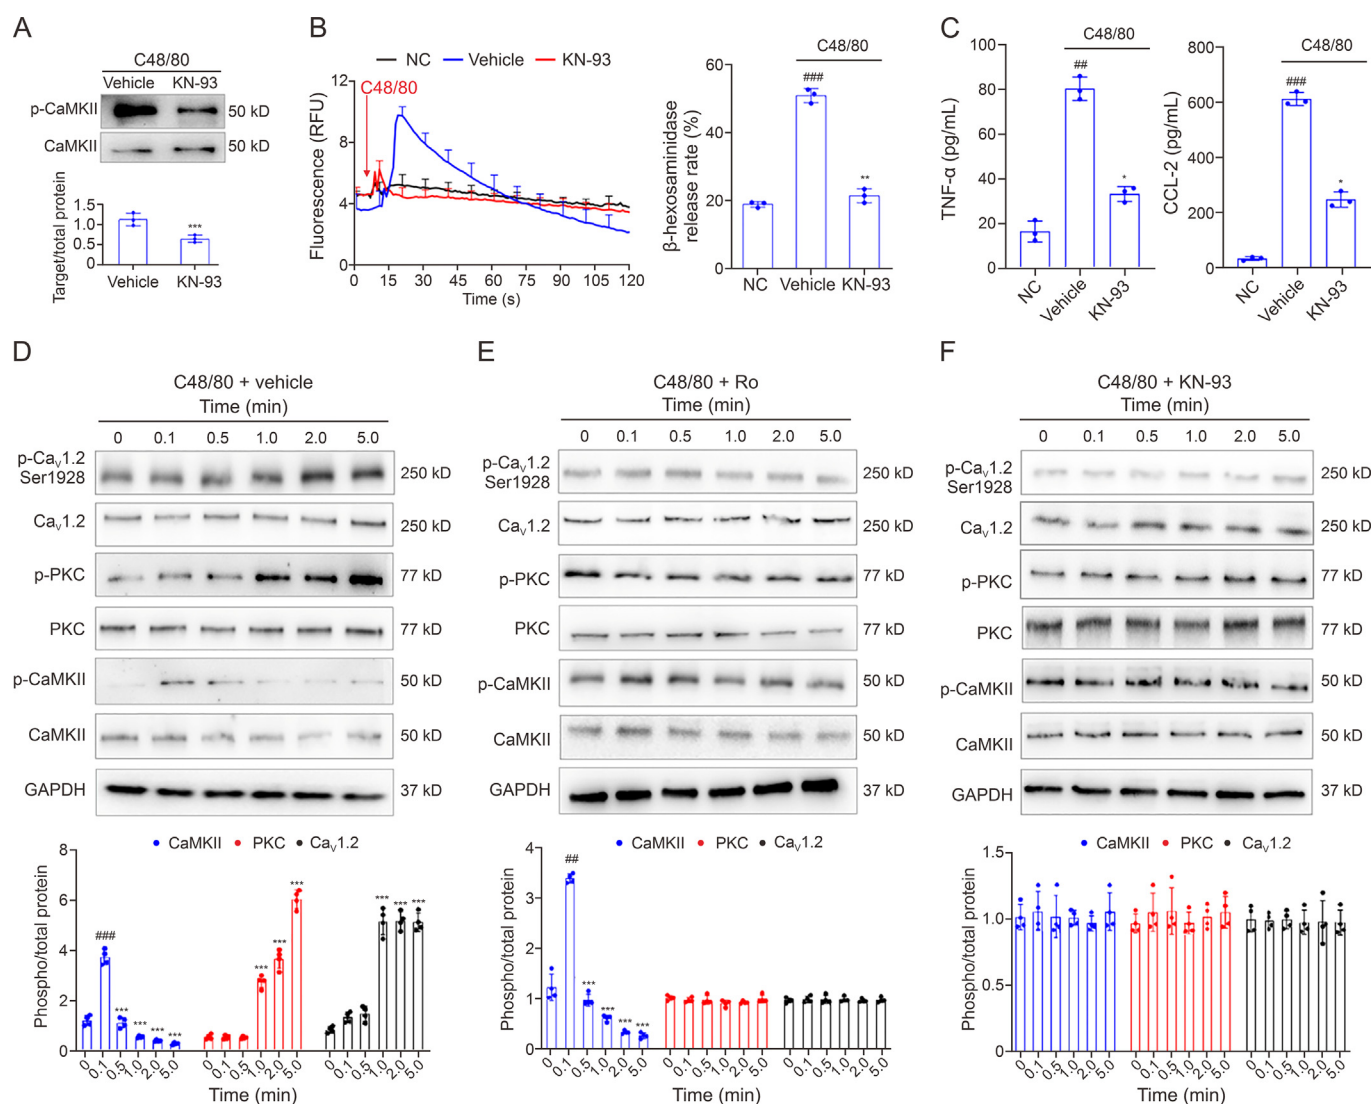 A
C48/80
Vehicle KN-93
p-CaMKII 50 kD
CaMKII 50 kD
Target/total protein
1.5
1.0
0.5
0
***
Vehicle KN-93
B
NC Vehicle KN-93
C48/80
Fluorescence (RFU)
12
8
4
0
0 15 30 45 60 75 90 105 120
Time (s)
C48/80
β-hexosaminidase
release rate (%)
60
40
20
0
###
**
NC Vehicle KN-93
C
C48/80
TNF-α (pg/mL)
100
80
60
40
20
0
##
*
NC Vehicle KN-93
C48/80
CCL-2 (pg/mL)
800
600
400
200
0
###
*
NC Vehicle KN-93
D
C48/80 + vehicle
Time (min)
0 0.1 0.5 1.0 2.0 5.0
p-CaV1.2
Ser1928 250 kD
CaV1.2 250 kD
p-PKC 77 kD
PKC 77 kD
p-CaMKII 50 kD
CaMKII 50 kD
GAPDH 37 kD
CaMKII PKC CaV1.2
Phospho/total protein
8
6
4
2
0
### *** *** *** *** *** *** *** *** *** ***
0 0.1 0.5 1.0 2.0 5.0 0 0.1 0.5 1.0 2.0 5.0 0 0.1 0.5 1.0 2.0 5.0
Time (min)
E
C48/80 + Ro
Time (min)
0 0.1 0.5 1.0 2.0 5.0
p-CaV1.2
Ser1928 250 kD
CaV1.2 250 kD
p-PKC 77 kD
PKC 77 kD
p-CaMKII 50 kD
CaMKII 50 kD
GAPDH 37 kD
CaMKII PKC CaV1.2
Phospho/total protein
4
3
2
1
0
## *** *** *** ***
0 0.1 0.5 1.0 2.0 5.0 0 0.1 0.5 1.0 2.0 5.0 0 0.1 0.5 1.0 2.0 5.0
Time (min)
F
C48/80 + KN-93
Time (min)
0 0.1 0.5 1.0 2.0 5.0
p-CaV1.2
Ser1928 250 kD
CaV1.2 250 kD
p-PKC 77 kD
PKC 77 kD
p-CaMKII 50 kD
CaMKII 50 kD
GAPDH 37 kD
CaMKII PKC CaV1.2
Phospho/total protein
1.5
1.0
0.5
0
0 0.1 0.5 1.0 2.0 5.0 0 0.1 0.5 1.0 2.0 5.0 0 0.1 0.5 1.0 2.0 5.0
Time (min)